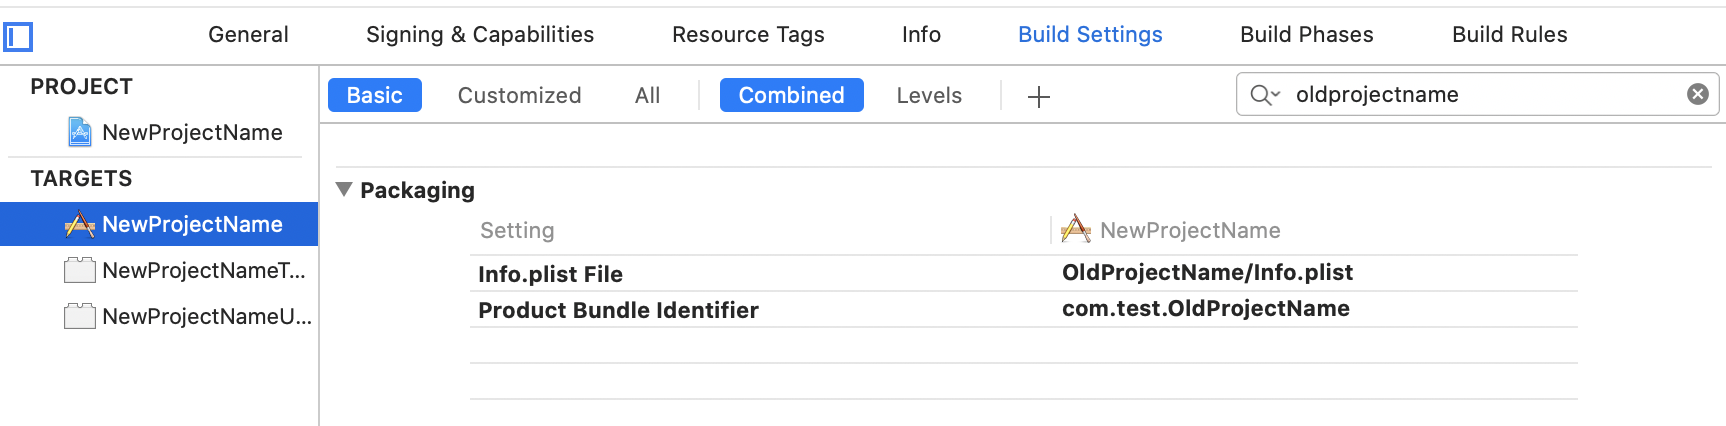 General Signing & Capabilities Resource Tags Info Build Settings Build Phases Build Rules
PROJECT
NewProjectName
TARGETS
NewProjectName
NewProjectNameT...
NewProjectNameU...
Basic Customized All Combined Levels + oldprojectname
Packaging
Setting NewProjectName
Info.plist File OldProjectName/Info.plist
Product Bundle Identifier com.test.OldProjectName